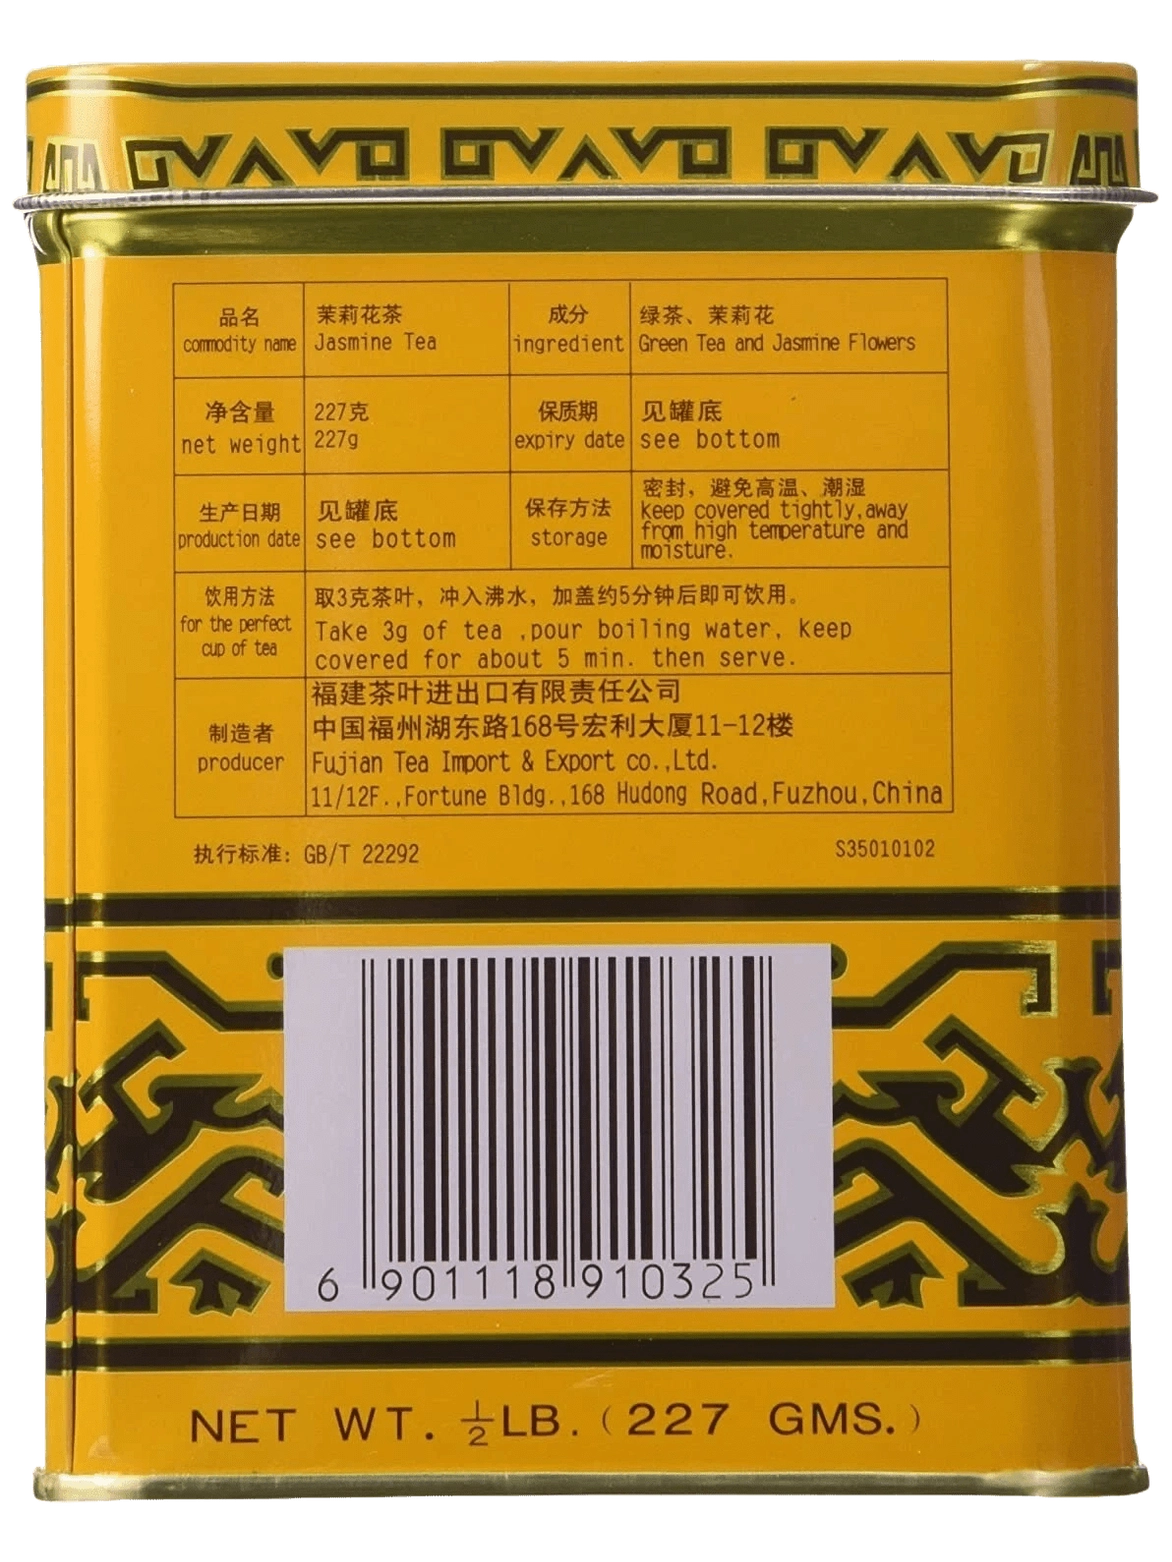 品名
commodity name
茉莉花茶
Jasmine Tea
成分
ingredient
绿茶、茉莉花
Green Tea and Jasmine Flowers
净含量
net weight
227克
227g
保质期
expiry date
见罐底
see bottom
生产日期
production date
见罐底
see bottom
保存方法
storage
密封，避免高温、潮湿
Keep covered tightly,away
from high temperature and
moisture.
饮用方法
for the perfect
cup of tea
取3克茶叶，冲入沸水，加盖约5分钟后即可饮用。
Take 3g of tea ,pour boiling water, keep
covered for about 5 min. then serve.
制造者
producer
福建茶叶进出口有限责任公司
中国福州湖东路168号宏利大厦11-12楼
Fujian Tea Import & Export co.,Ltd.
11/12F.,Fortune Bldg.,168 Hudong Road,Fuzhou,China
执行标准: GB/T 22292
S35010102
6 901118 910325
NET WT. ½LB. (227 GMS.)